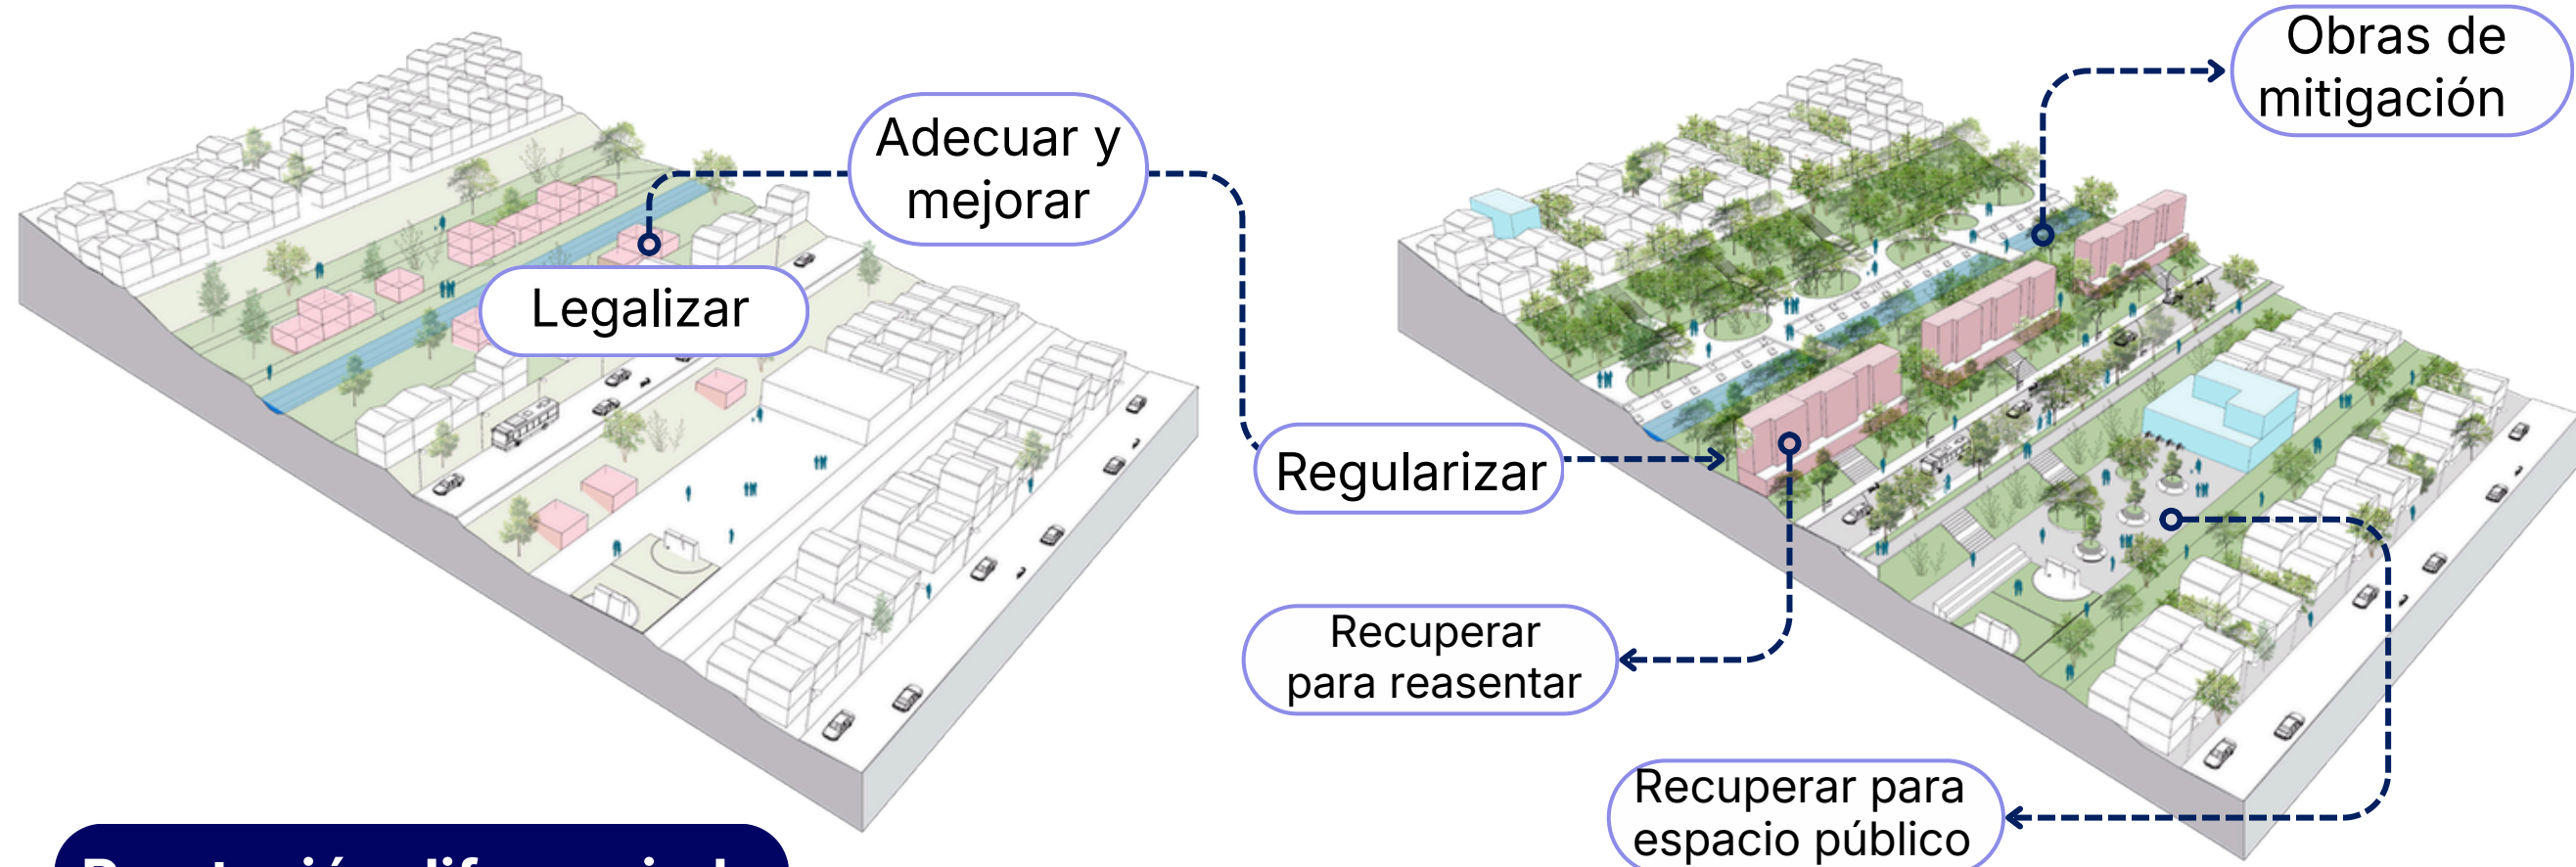 Obras de
mitigación
Adecuar y
mejorar
Legalizar
Regularizar
Recuperar
para reasentar
Recuperar para
espacio público